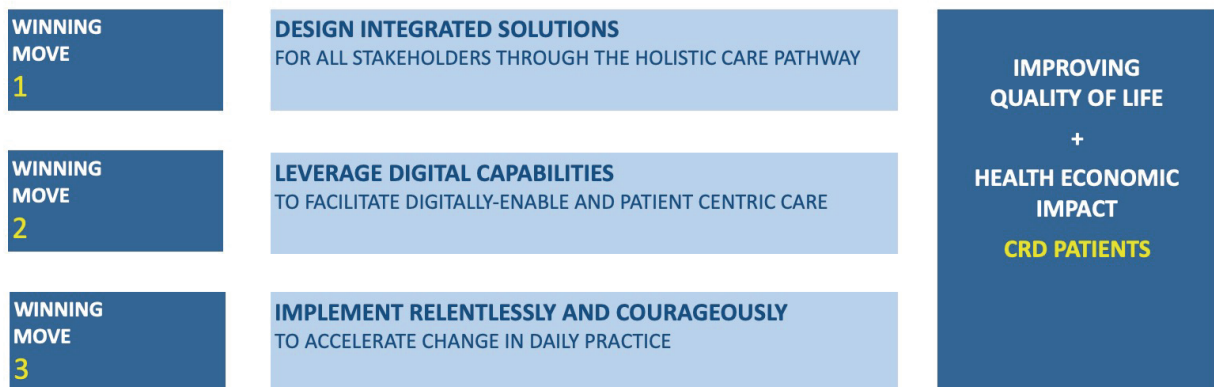 WINNING
MOVE
1
DESIGN INTEGRATED SOLUTIONS
FOR ALL STAKEHOLDERS THROUGH THE HOLISTIC CARE PATHWAY
WINNING
MOVE
2
LEVERAGE DIGITAL CAPABILITIES
TO FACILITATE DIGITALLY-ENABLE AND PATIENT CENTRIC CARE
WINNING
MOVE
3
IMPLEMENT RELENTLESSLY AND COURAGEOUSLY
TO ACCELERATE CHANGE IN DAILY PRACTICE
IMPROVING
QUALITY OF LIFE
+
HEALTH ECONOMIC
IMPACT
CRD PATIENTS